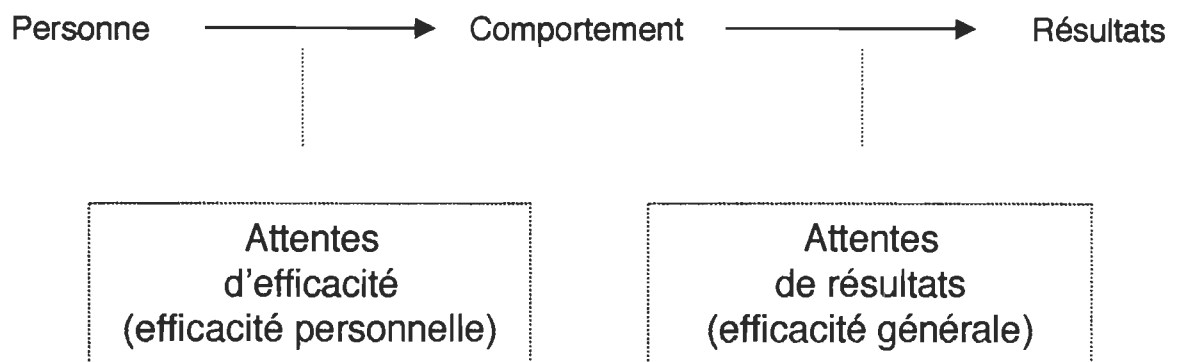 Personne Comportement Résultats
Attentes
d'efficacité
(efficacité personnelle)
Attentes
de résultats
(efficacité générale)